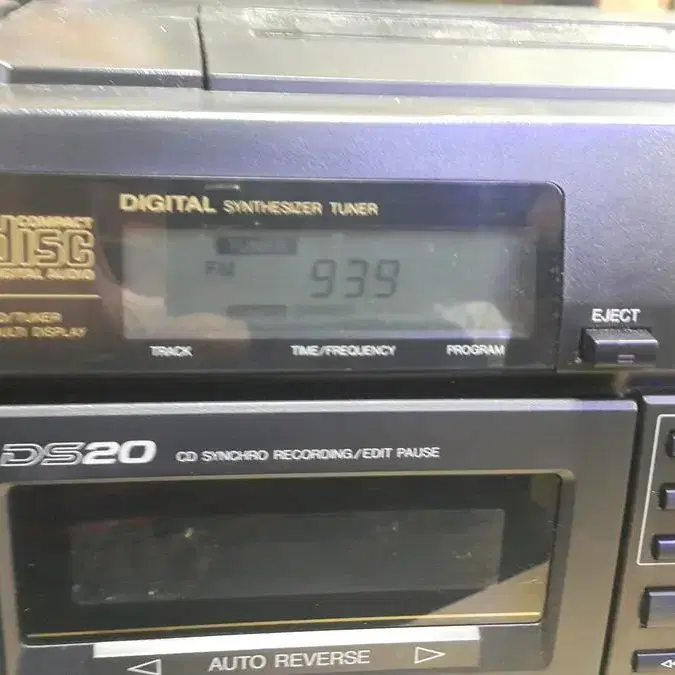 DIGITAL SYNTHESIZER TUNER
COMPACT
disc
DIGITAL AUDIO
TUNER
FM 939
/TUNER
MULTI DISPLAY
TRACK TIME/FREQUENCY PROGRAM
EJECT
DS20 CD SYNCHRO RECORDING/EDIT PAUSE
AUTO REVERSE